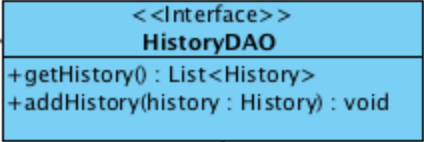 <<Interface>>
HistoryDAO
+getHistory() : List<History>
+addHistory(history : History) : void